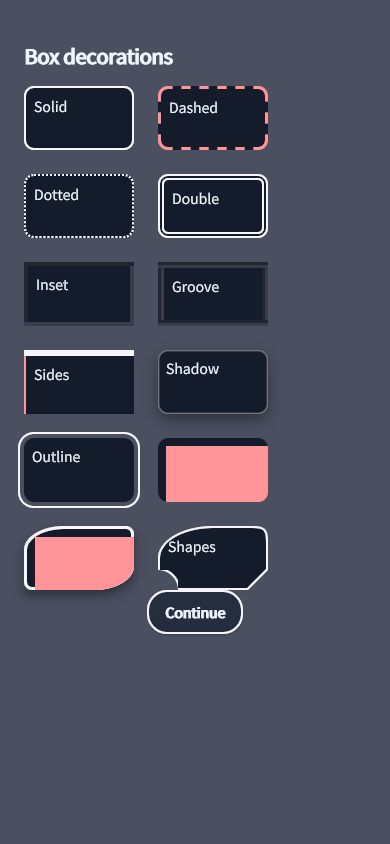 Box decorations
Solid
Dashed
Dotted
Double
Inset
Groove
Sides
Shadow
Outline
Shapes
Continue